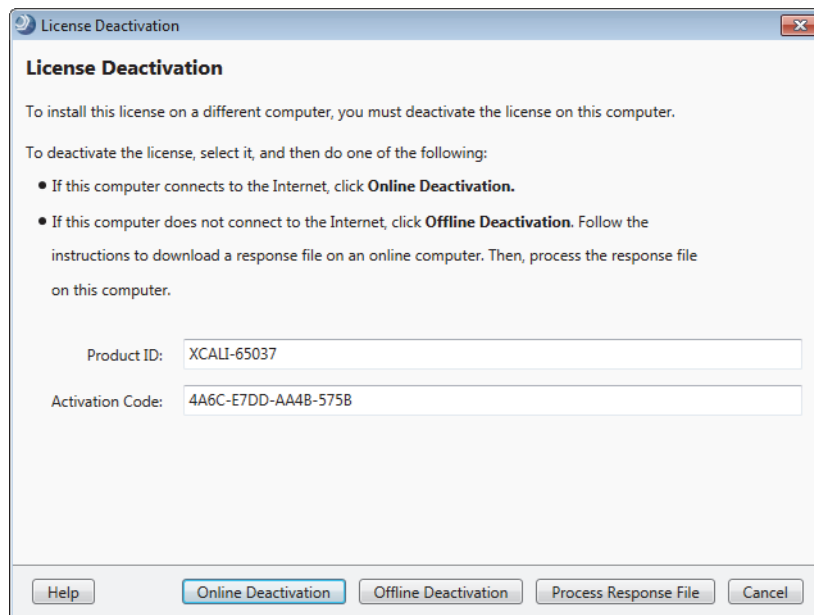 License Deactivation
License Deactivation
To install this license on a different computer, you must deactivate the license on this computer.
To deactivate the license, select it, and then do one of the following:
• If this computer connects to the Internet, click Online Deactivation.
• If this computer does not connect to the Internet, click Offline Deactivation. Follow the
instructions to download a response file on an online computer. Then, process the response file
on this computer.
Product ID: XCALI-65037
Activation Code: 4A6C-E7DD-AA4B-575B
Help Online Deactivation Offline Deactivation Process Response File Cancel